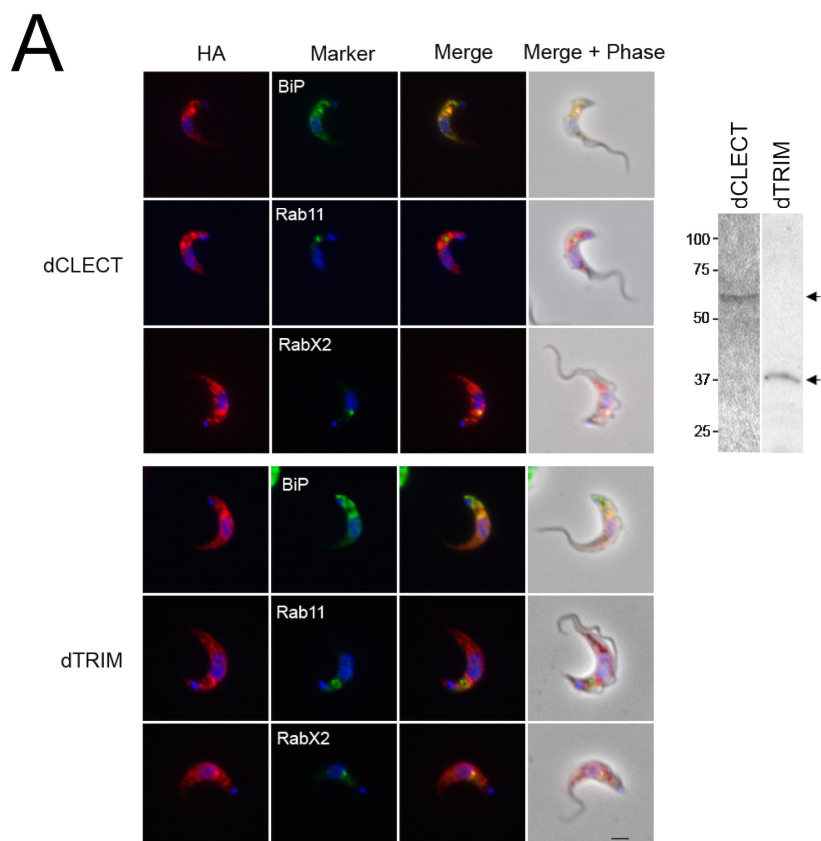 A
HA Marker Merge Merge + Phase
BiP
Rab11
dCLECT
RabX2
BiP
Rab11
dTRIM
RabX2
dCLECT dTRIM
100
75
50
37
25